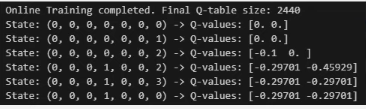 Online Training completed. Final Q-table size: 2440
State: (0, 0, 0, 0, 0, 0, 0) -> Q-values: [0. 0.]
State: (0, 0, 0, 0, 0, 0, 1) -> Q-values: [0. 0.]
State: (0, 0, 0, 0, 0, 0, 2) -> Q-values: [-0.1  0. ]
State: (0, 0, 0, 1, 0, 0, 2) -> Q-values: [-0.29701 -0.45929]
State: (0, 0, 0, 1, 0, 0, 3) -> Q-values: [-0.29701 -0.29701]
State: (0, 0, 0, 1, 0, 0, 0) -> Q-values: [-0.29701 -0.29701]